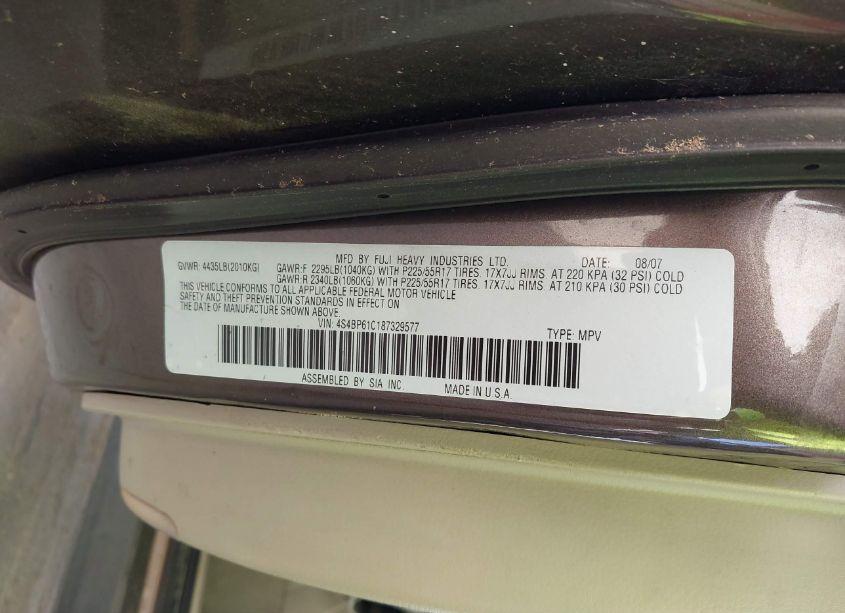 MFD BY FUJI HEAVY INDUSTRIES LTD. DATE: 08/07
GVWR: 4435LB(2010KG) GAWR:F 2295LB(1040KG) WITH P225/55R17 TIRES. 17X7JJ RIMS. AT 220 KPA (32 PSI) COLD
GAWR:R 2340LB(1060KG) WITH P225/55R17 TIRES. 17X7JJ RIMS. AT 210 KPA (30 PSI) COLD
THIS VEHICLE CONFORMS TO ALL APPLICABLE FEDERAL MOTOR VEHICLE
SAFETY AND THEFT PREVENTION STANDARDS IN EFFECT ON
THE DATE OF MANUFACTURE SHOWN ABOVE.
VIN: 4S4BP61C187329577 TYPE: MPV
ASSEMBLED BY SIA INC. MADE IN U.S.A.